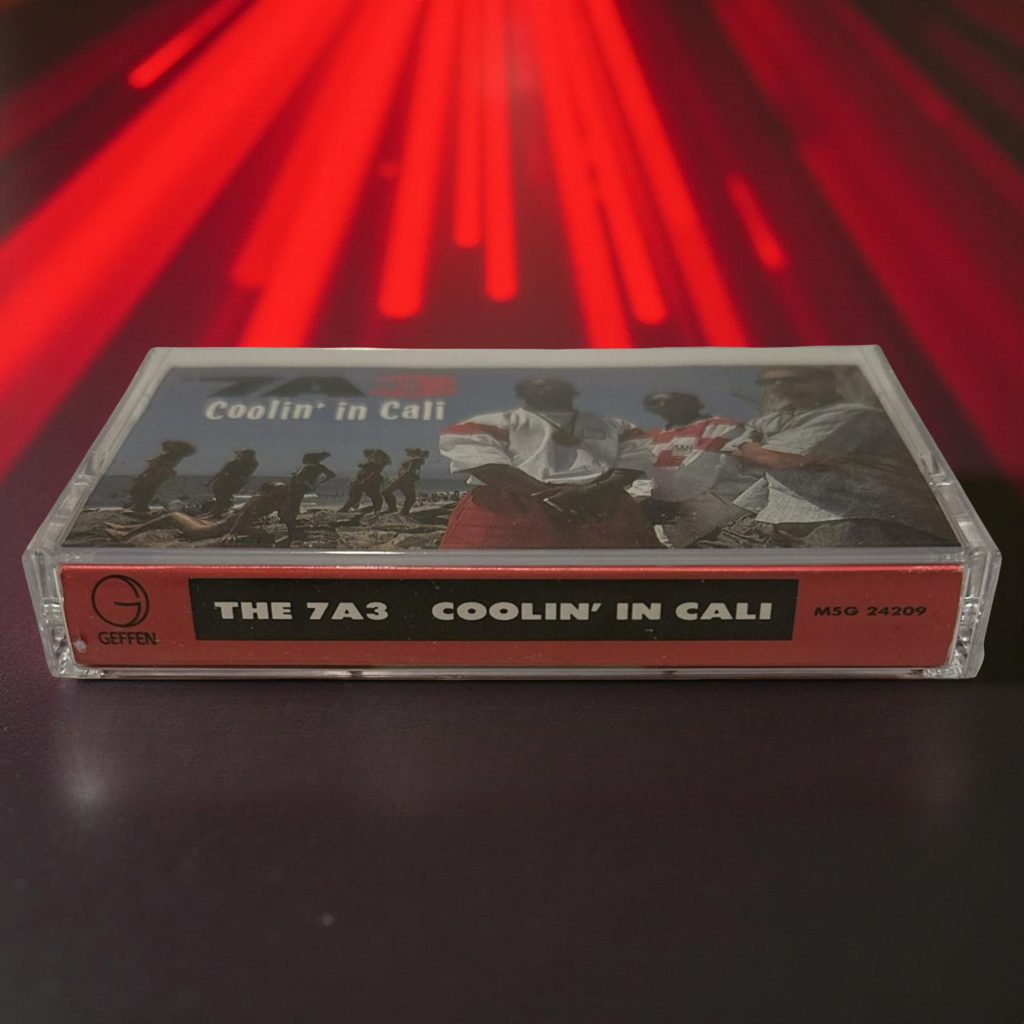 7A3
Coolin' in Cali
GEFFEN
THE 7A3 COOLIN' IN CALI
M5G 24209